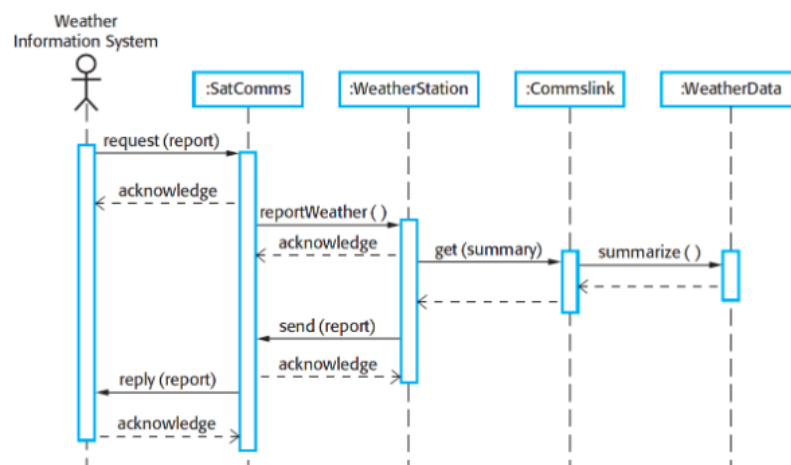 Weather
Information System
:SatComms
:WeatherStation
:Commslink
:WeatherData
request (report)
acknowledge
reportWeather ( )
acknowledge
get (summary)
summarize ( )
send (report)
acknowledge
reply (report)
acknowledge